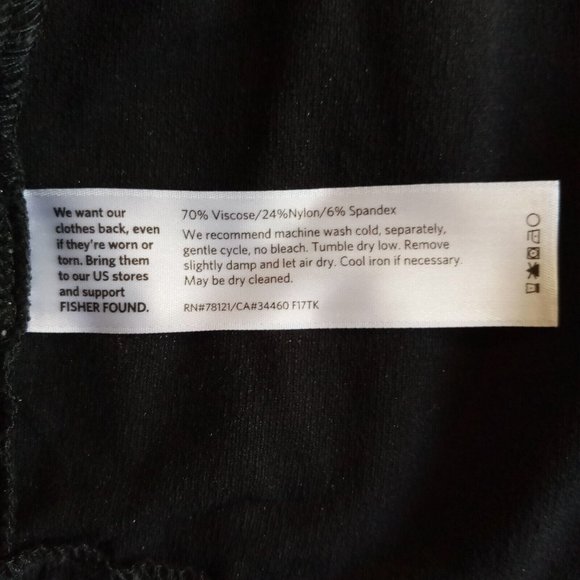 We want our
clothes back, even
if they're worn or
torn. Bring them
to our US stores
and support
FISHER FOUND.
70% Viscose/24%Nylon/6% Spandex
We recommend machine wash cold, separately,
gentle cycle, no bleach. Tumble dry low. Remove
slightly damp and let air dry. Cool iron if necessary.
May be dry cleaned.
RN#78121/CA#34460 F17TK